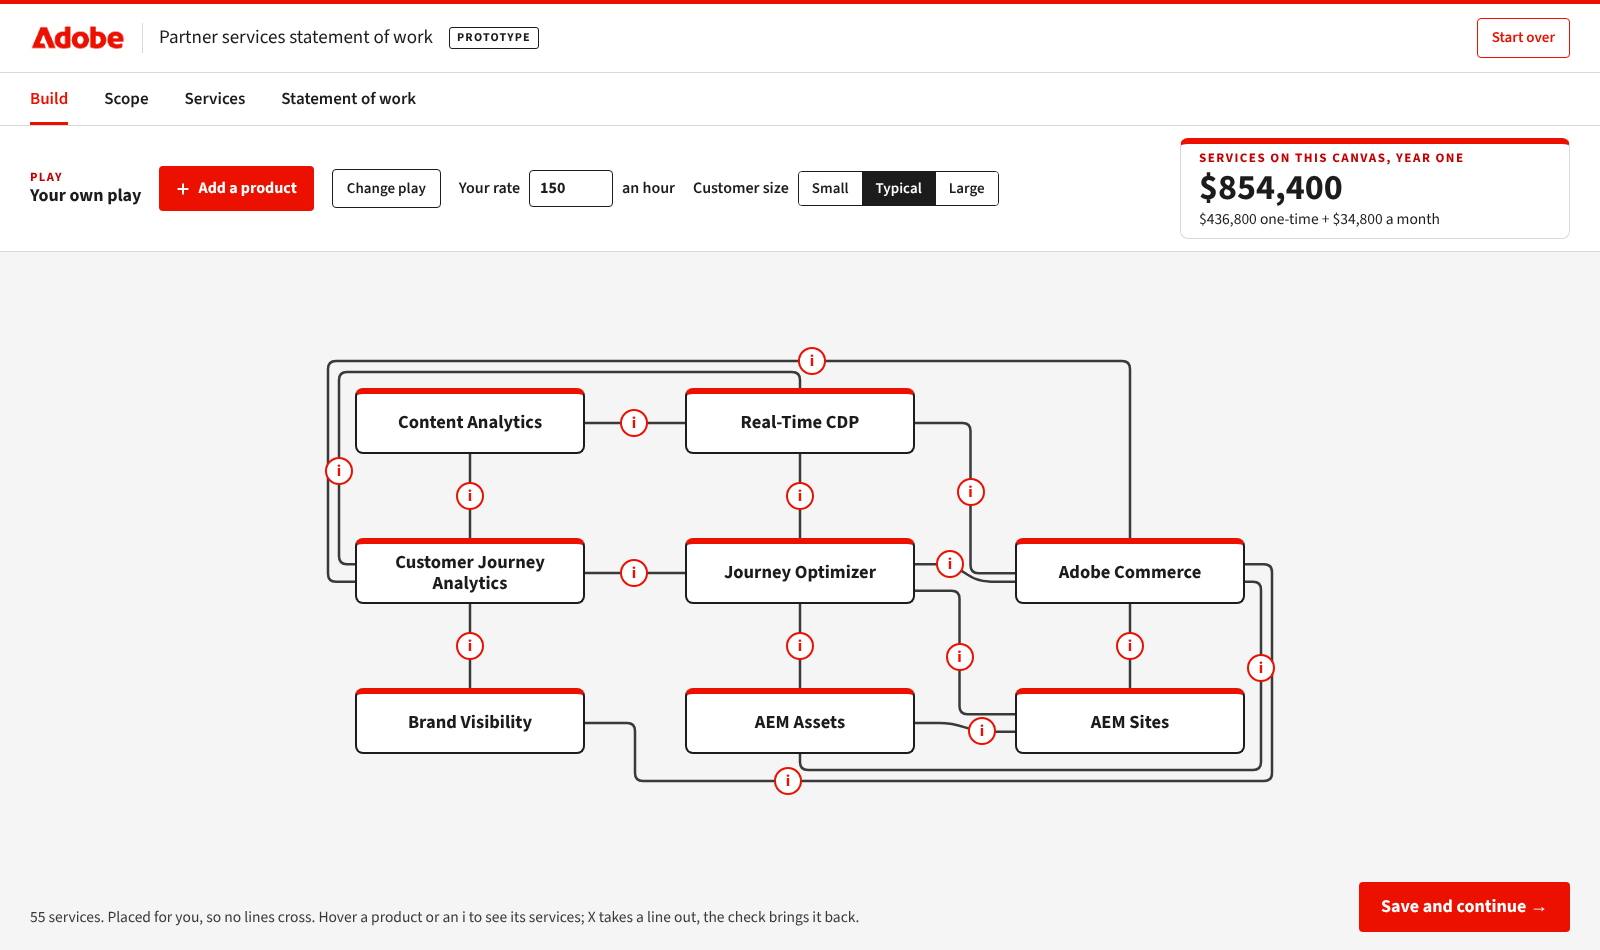 Adobe
Partner services statement of work
PROTOTYPE
Start over
Build
Scope
Services
Statement of work
PLAY
Your own play
+ Add a product
Change play
Your rate
150
an hour
Customer size
Small
Typical
Large
SERVICES ON THIS CANVAS, YEAR ONE
$854,400
$436,800 one-time + $34,800 a month
i
Content Analytics
i
Real-Time CDP
i
i
i
i
Customer Journey
Analytics
i
Journey Optimizer
i
Adobe Commerce
i
i
i
i
i
Brand Visibility
AEM Assets
i
AEM Sites
i
55 services. Placed for you, so no lines cross. Hover a product or an i to see its services; X takes a line out, the check brings it back.
Save and continue →